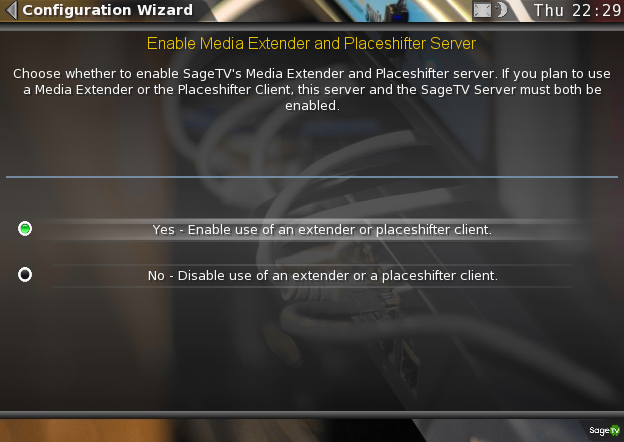 Configuration Wizard
Thu 22:29
Enable Media Extender and Placeshifter Server
Choose whether to enable SageTV's Media Extender and Placeshifter server. If you plan to use
a Media Extender or the Placeshifter Client, this server and the SageTV Server must both be
enabled.
Yes - Enable use of an extender or placeshifter client.
No - Disable use of an extender or a placeshifter client.
SageTV